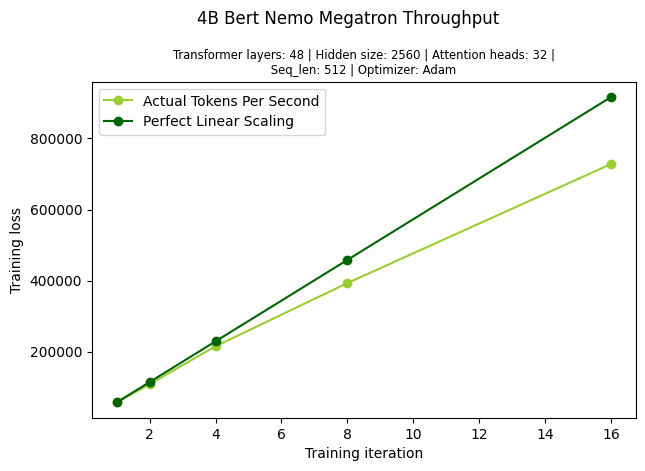 4B Bert Nemo Megatron Throughput
Transformer layers: 48 | Hidden size: 2560 | Attention heads: 32 |
Seq_len: 512 | Optimizer: Adam
Actual Tokens Per Second
Perfect Linear Scaling
Training loss
800000
600000
400000
200000
2 4 6 8 10 12 14 16
Training iteration